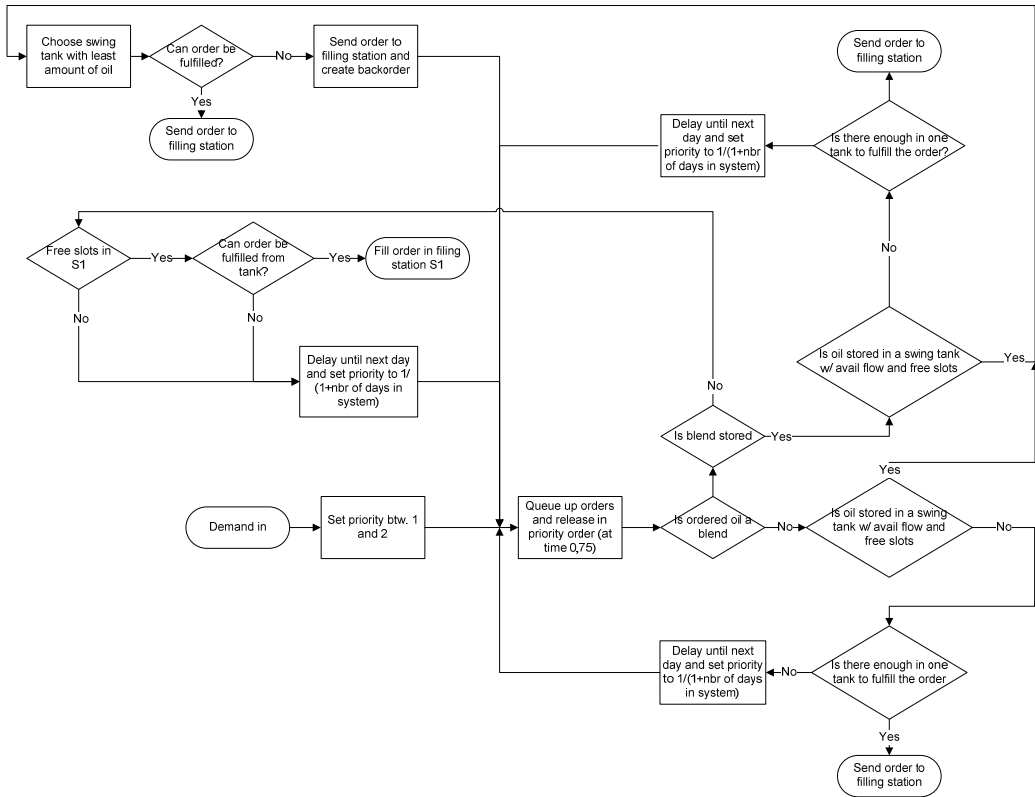 Choose swing
tank with least
amount of oil
Can order be
fulfilled?
No
Send order to
filling station and
create backorder
Yes
Send order to
filling station
Send order to
filling station
Delay until next
day and set
priority to 1/(1+nbr
of days in system)
Is there enough in one
tank to fulfill the order?
No
Free slots in
S1
Yes
Can order be
fulfilled from
tank?
Yes
Fill order in filing
station S1
No
No
Delay until next day
and set priority to 1/
(1+nbr of days in
system)
Is oil stored in a swing tank
w/ avail flow and free slots
Yes
No
Is blend stored
Yes
Demand in
Set priority btw. 1
and 2
Queue up orders
and release in
priority order (at
time 0,75)
Is ordered oil a
blend
No
Yes
Is oil stored in a swing
tank w/ avail flow and
free slots
No
Delay until next
day and set priority
to 1/(1+nbr of days
in system)
No
Is there enough in one
tank to fulfill the order
Yes
Send order to
filling station